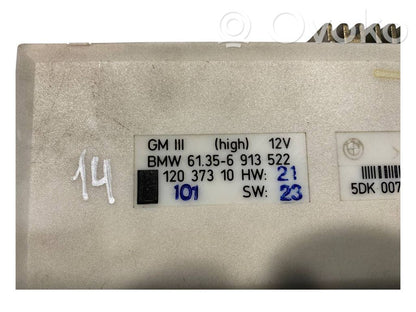 Ovoko
GM III (high) 12V
BMW 61.35-6 913 522
120 373 10 HW: 21
101 SW: 23
14
5DK 007